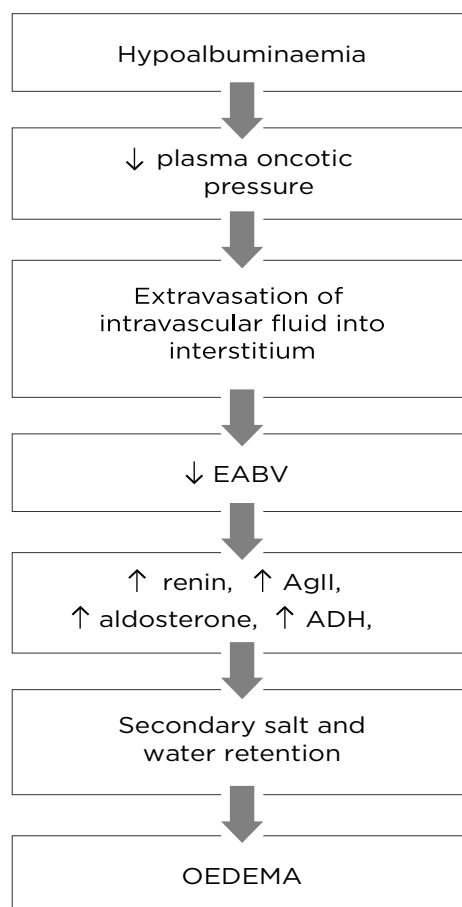 Hypoalbuminaemia
↓ plasma oncotic
pressure
Extravasation of
intravascular fluid into
interstitium
↓ EABV
↑ renin, ↑ AgII,
↑ aldosterone, ↑ ADH,
Secondary salt and
water retention
OEDEMA